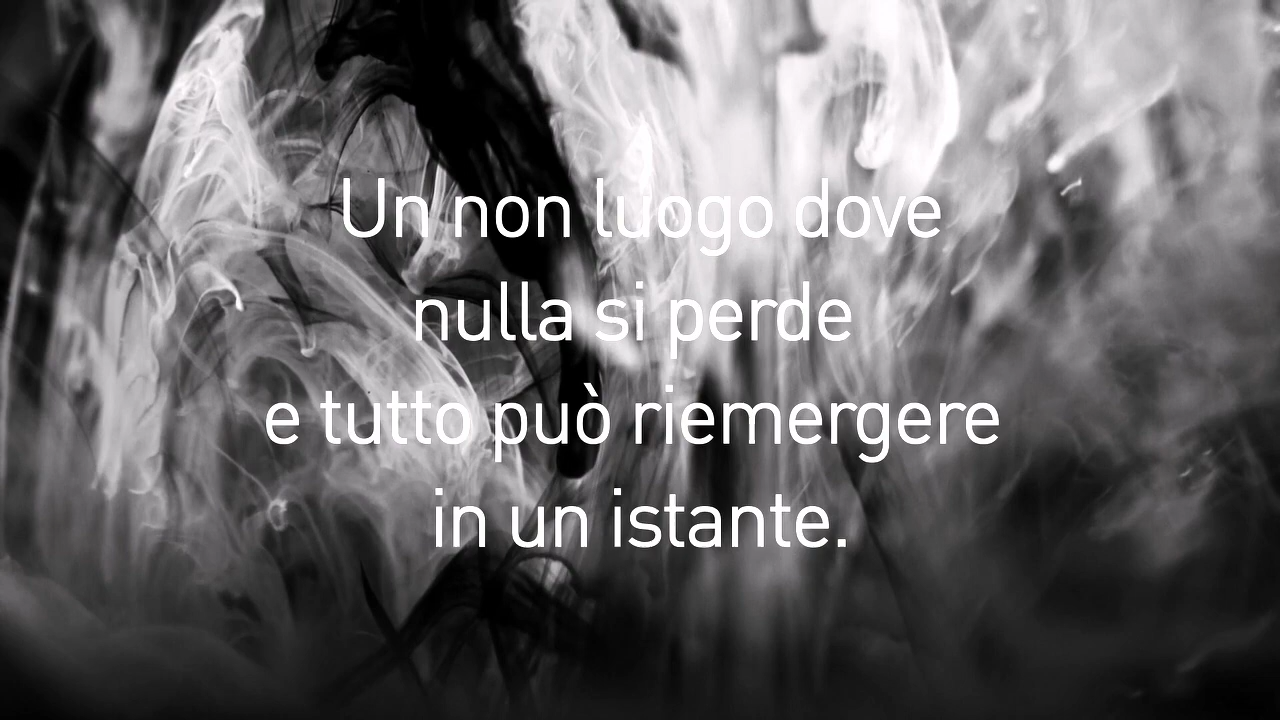 Un non luogo dove
nulla si perde
e tutto può riemergere
in un istante.